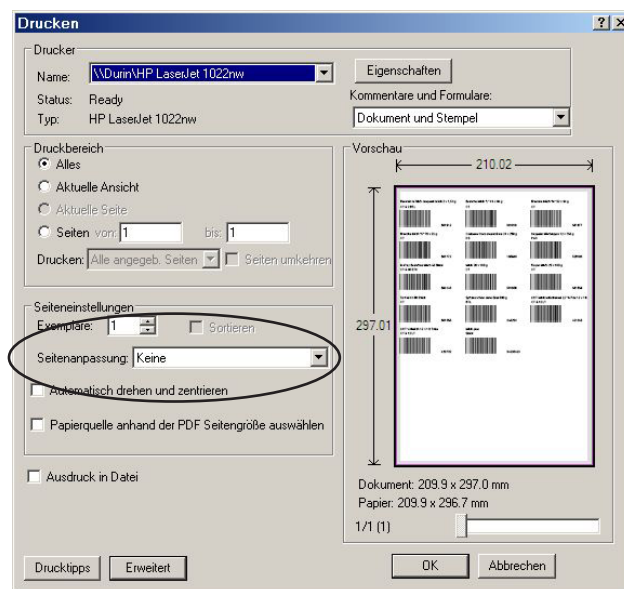 Drucken
Drucker
Name: \\Durin\HP LaserJet 1022nw
Eigenschaften
Status: Ready
Kommentare und Formulare:
Typ: HP LaserJet 1022nw
Dokument und Stempel
Druckbereich
Alles
Aktuelle Ansicht
Aktuelle Seite
Seiten von: 1 bis: 1
Drucken: Alle angegeb. Seiten Seiten umkehren
Seiteneinstellungen
Exemplare: 1 Sortieren
Seitenanpassung: Keine
Automatisch drehen und zentrieren
Papierquelle anhand der PDF Seitengröße auswählen
Ausdruck in Datei
Drucktipps Erweitert
Vorschau
210.02
297.01
Dokument: 209.9 x 297.0 mm
Papier: 209.9 x 296.7 mm
1/1 (1)
OK Abbrechen